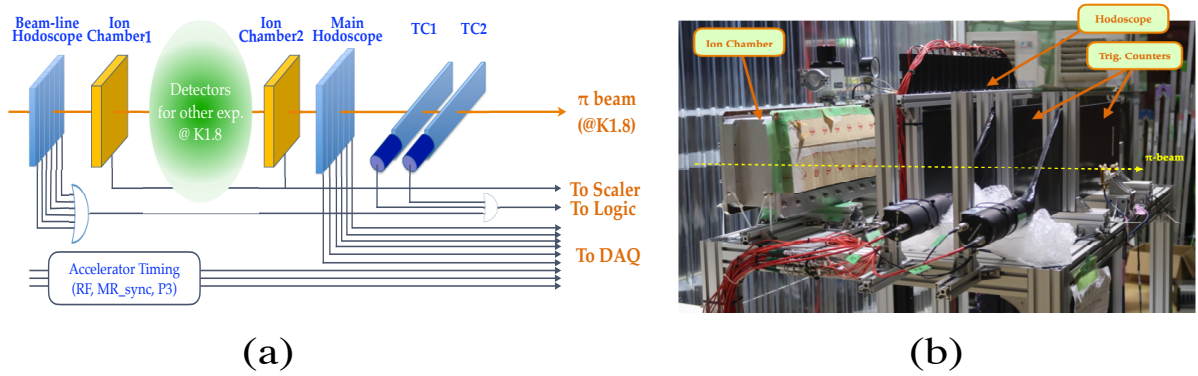 Beam-line
Hodoscope
Ion
Chamber1
Ion
Chamber2
Main
Hodoscope
TC1
TC2
Detectors
for other exp.
@ K1.8
π beam
(@K1.8)
To Scaler
To Logic
To DAQ
Accelerator Timing
(RF, MR_sync, P3)
(a)
Ion Chamber
Hodoscope
Trig. Counters
π-beam
(b)